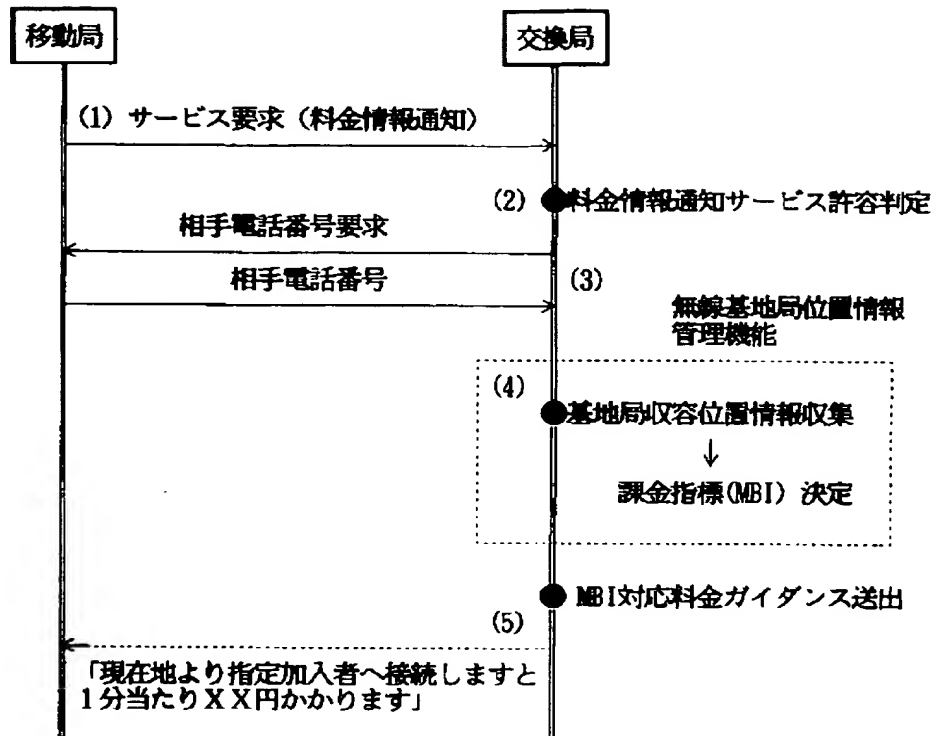 移動局
交換局
(1) サービス要求（料金情報通知）
(2)
料金情報通知サービス許容判定
相手電話番号要求
相手電話番号
(3)
無線基地局位置情報
管理機能
(4)
基地局収容位置情報収集
↓
課金指標(MBI) 決定
MBI対応料金ガイダンス送出
(5)
「現在地より指定加入者へ接続しますと
1分当たりＸＸ円かかります」